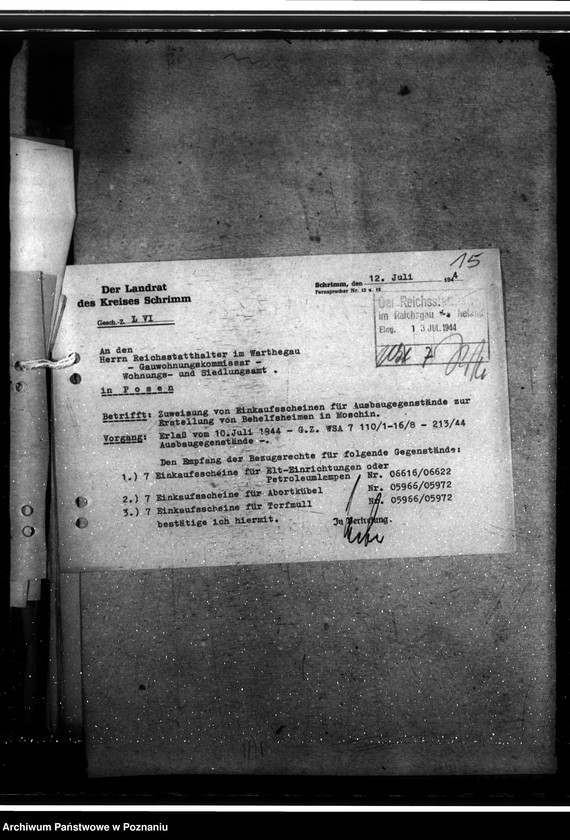 15
Der Landrat
des Kreises Schrimm
Schrimm, den 12. Juli 1944
Fernsprecher Nr.
Gesch.-Z. L VI
Der Reichsst
im Reichsgau
Eing. 13 JUL. 1944
An den
Herrn Reichsstatthalter im Warthegau
- Gauwohnungskommissar -
Wohnungs- und Siedlungsamt .
in Posen
Betrifft: Zuweisung von Einkaufsscheinen für Ausbaugegenstände zur
Erstellung von Behelfsheimen in Moschin.
Vorgang: Erlaß vom 10.Juli 1944 - G.Z. WSA 7 110/1-16/8 - 213/44
Ausbaugegenstände -.
Den Empfang der Bezugsrechte für folgende Gegenstände:
1.) 7 Einkaufsscheine für Elt-Einrichtungen oder
Petroleumlampen Nr. 06616/06622
2.) 7 Einkaufsscheine für Abortkübel Nr. 05966/05972
3.) 7 Einkaufsscheine für Torfmull Nr. 05966/05972
bestätige ich hiermit.
In Vertretung.
Archiwum Państwowe w Poznaniu